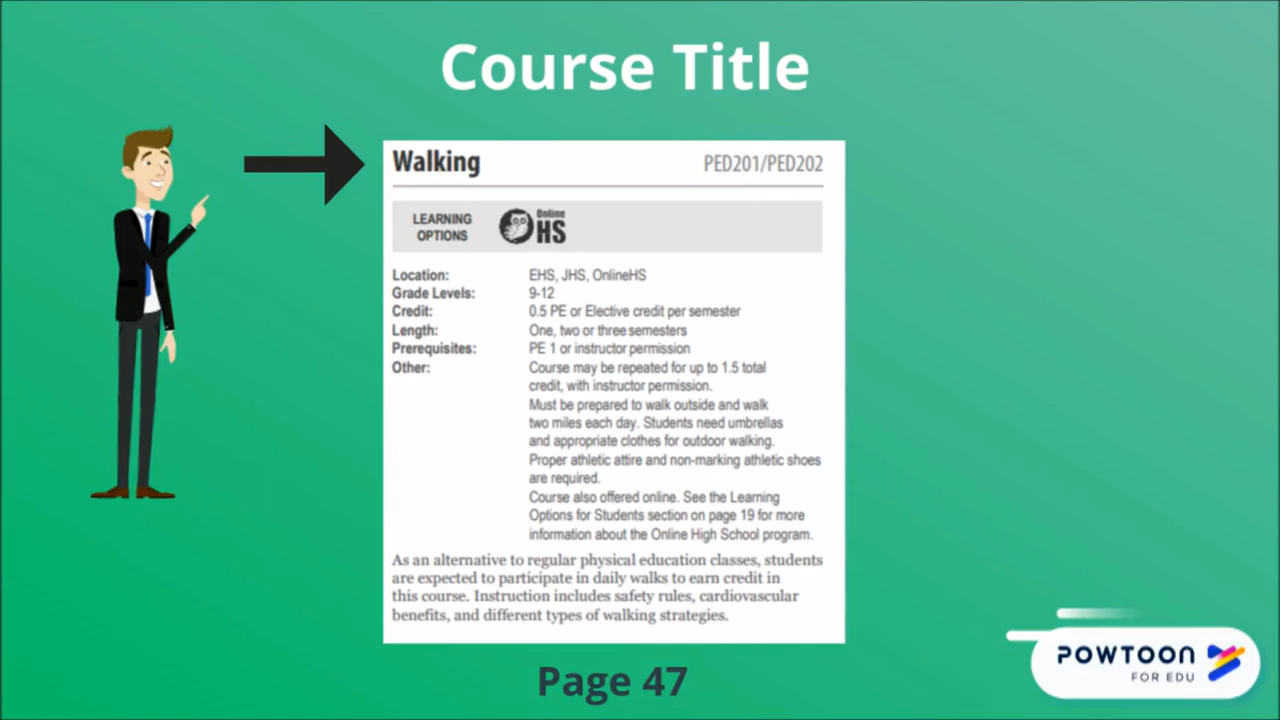 Course Title
Walking PED201/PED202
LEARNING
OPTIONS
Online
HS
Location: EHS, JHS, OnlineHS
Grade Levels: 9-12
Credit: 0.5 PE or Elective credit per semester
Length: One, two or three semesters
Prerequisites: PE 1 or instructor permission
Other: Course may be repeated for up to 1.5 total
credit, with instructor permission.
Must be prepared to walk outside and walk
two miles each day. Students need umbrellas
and appropriate clothes for outdoor walking.
Proper athletic attire and non-marking athletic shoes
are required.
Course also offered online. See the Learning
Options for Students section on page 19 for more
information about the Online High School program.
As an alternative to regular physical education classes, students
are expected to participate in daily walks to earn credit in
this course. Instruction includes safety rules, cardiovascular
benefits, and different types of walking strategies.
Page 47
POWTOON
FOR EDU